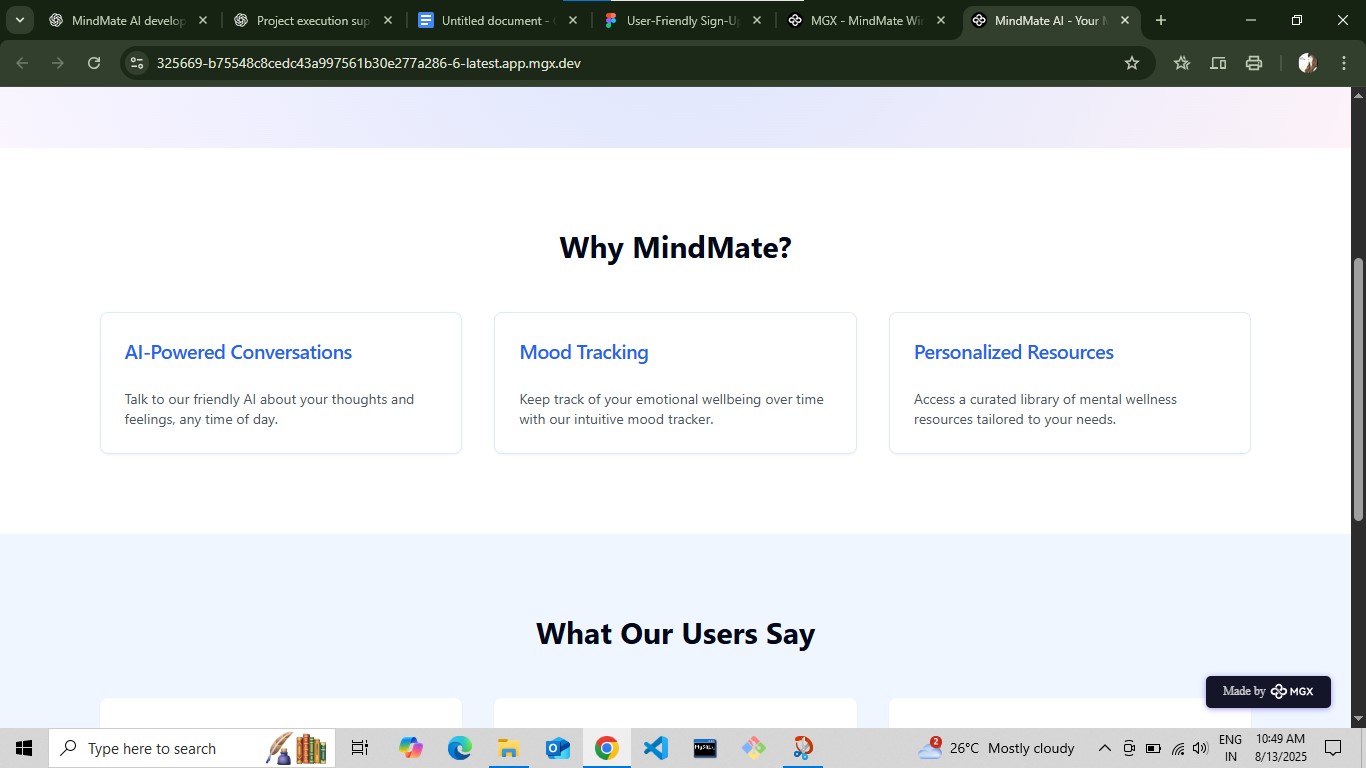 MindMate AI develop
Project execution sup
Untitled document -
User-Friendly Sign-U
MGX - MindMate Wi
MindMate AI - Your
325669-b75548c8cedc43a997561b30e277a286-6-latest.app.mgx.dev
Why MindMate?
AI-Powered Conversations
Talk to our friendly AI about your thoughts and
feelings, any time of day.
Mood Tracking
Keep track of your emotional wellbeing over time
with our intuitive mood tracker.
Personalized Resources
Access a curated library of mental wellness
resources tailored to your needs.
What Our Users Say
Made by MGX
Type here to search
MySQL
2
26°C Mostly cloudy
ENG
IN
10:49 AM
8/13/2025